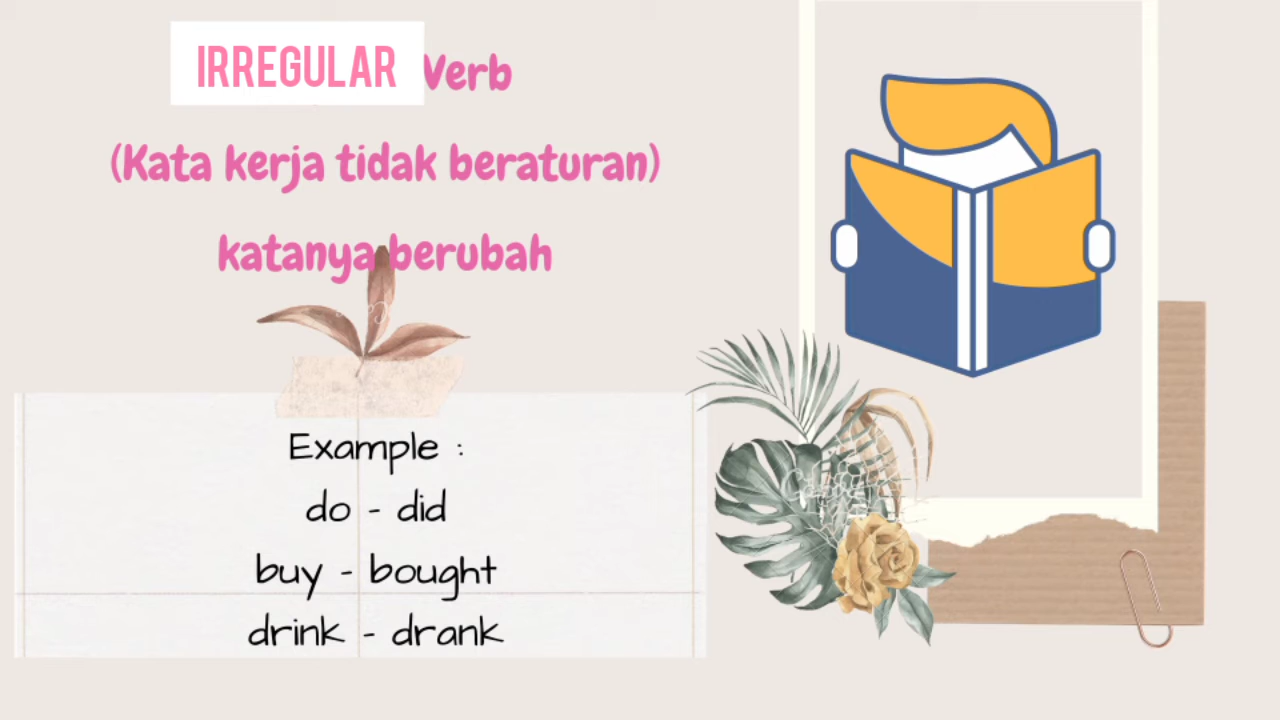 IRREGULAR Verb
(Kata kerja tidak beraturan)
katanya berubah
Example :
do - did
buy - bought
drink - drank